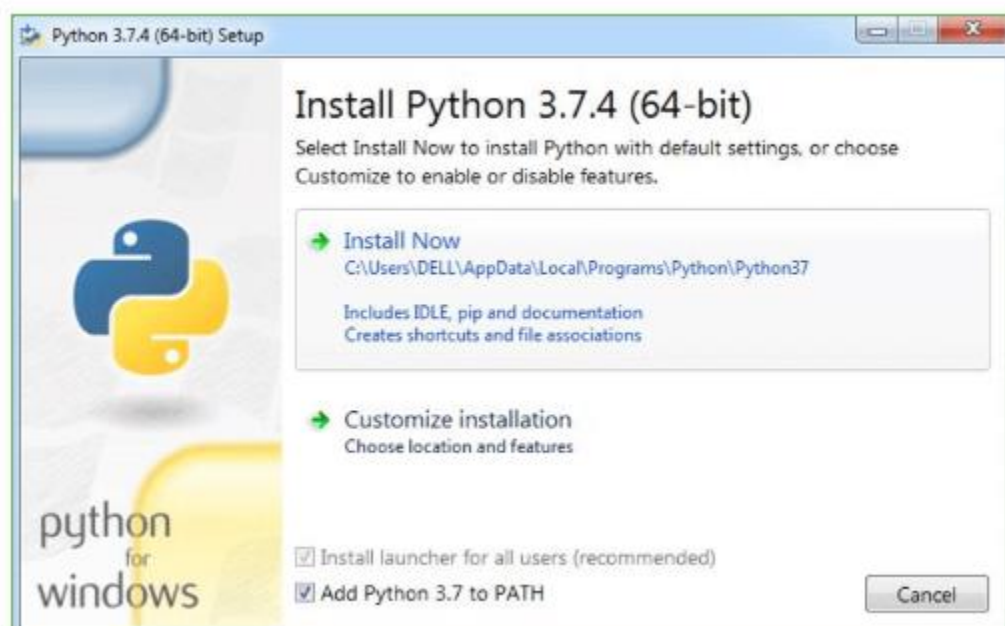 Python 3.7.4 (64-bit) Setup
Install Python 3.7.4 (64-bit)
Select Install Now to install Python with default settings, or choose
Customize to enable or disable features.
Install Now
C:\Users\DELL\AppData\Local\Programs\Python\Python37
Includes IDLE, pip and documentation
Creates shortcuts and file associations
Customize installation
Choose location and features
python
for
windows
Install launcher for all users (recommended)
Add Python 3.7 to PATH
Cancel